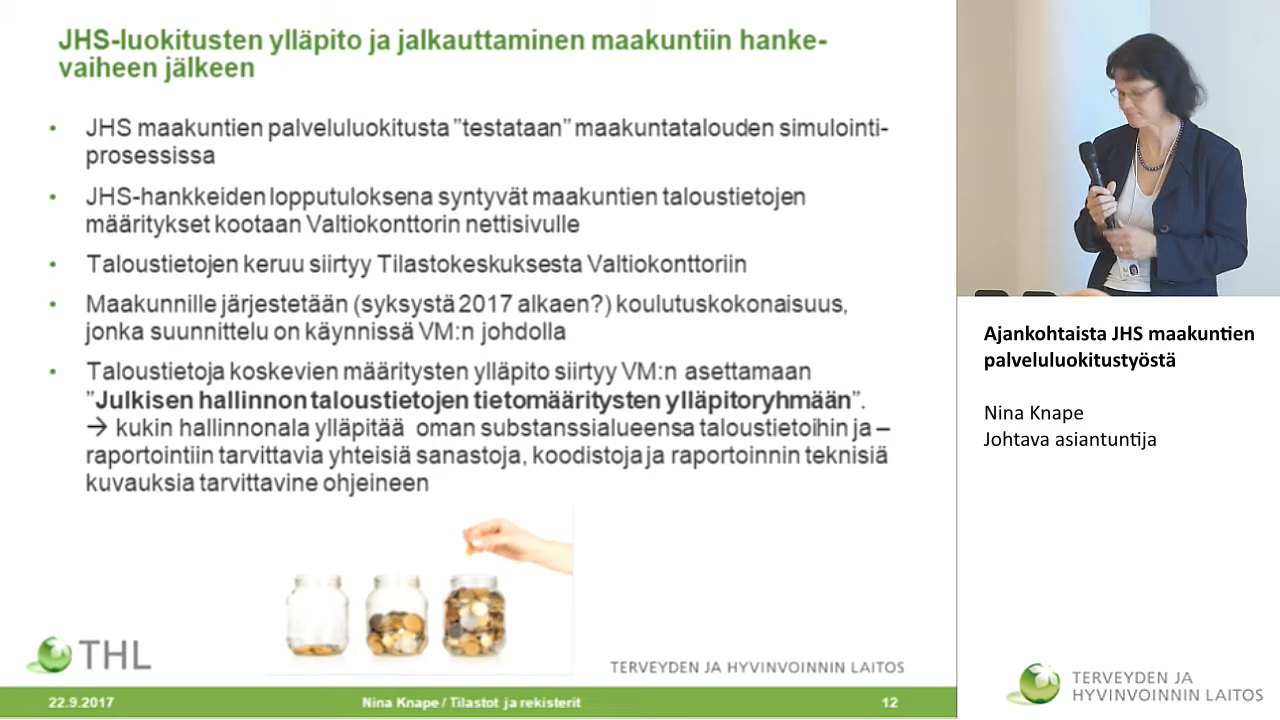 JHS-luokitusten ylläpito ja jalkauttaminen maakuntiin hanke-
vaiheen jälkeen
• JHS maakuntien palveluluokitusta ”testataan” maakuntatalouden simulointi-
prosessissa
• JHS-hankkeiden lopputuloksena syntyvät maakuntien taloustietojen
määritykset kootaan Valtiokonttorin nettisivulle
• Taloustietojen keruu siirtyy Tilastokeskuksesta Valtiokonttoriin
• Maakunnille järjestetään (syksystä 2017 alkaen?) koulutuskokonaisuus,
jonka suunnittelu on käynnissä VM:n johdolla
• Taloustietoja koskevien määritysten ylläpito siirtyy VM:n asettamaan
”Julkisen hallinnon taloustietojen tietomääritysten ylläpitoryhmään”.
→ kukin hallinnonala ylläpitää oman substanssialueensa taloustietoihin ja –
raportointiin tarvittavia yhteisiä sanastoja, koodistoja ja raportoinnin teknisiä
kuvauksia tarvittavine ohjeineen
THL
TERVEYDEN JA HYVINVOINNIN LAITOS
22.9.2017
Nina Knape / Tilastot ja rekisterit
12
Ajankohtaista JHS maakuntien
palveluluokitustyöstä
Nina Knape
Johtava asiantuntija
TERVEYDEN JA
HYVINVOINNIN LAITOS